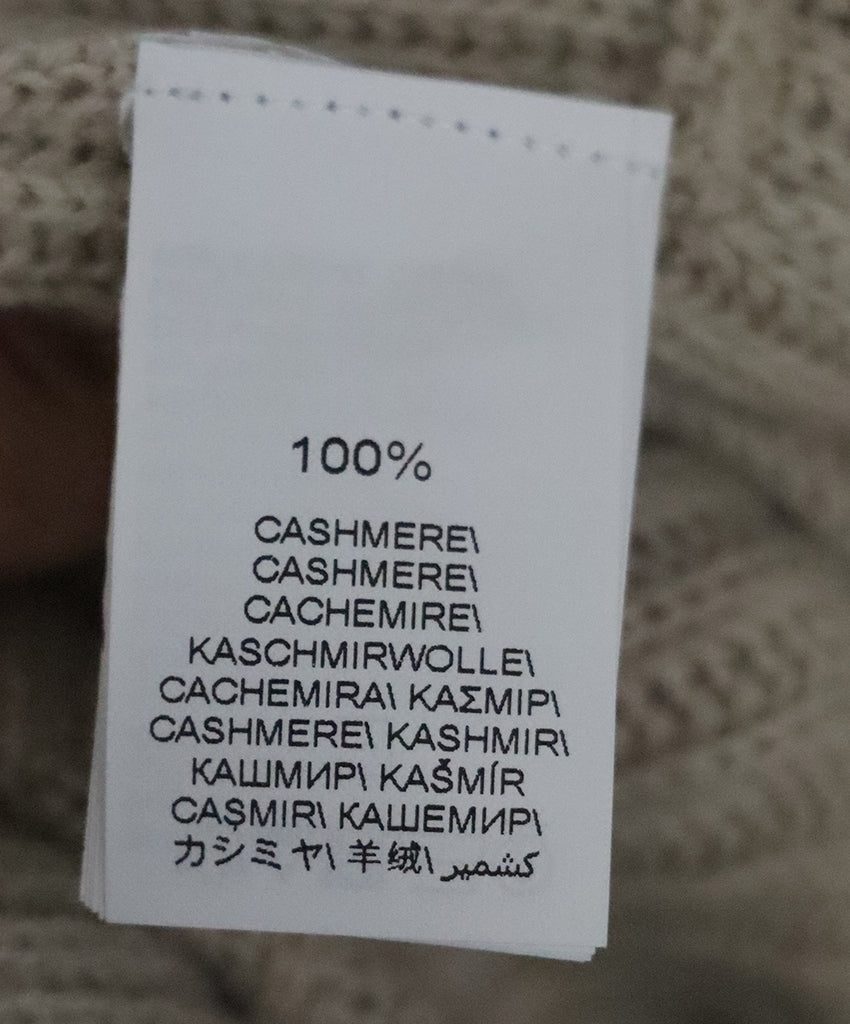 100%
CASHMERE\
CASHMERE\
CACHEMIRE\
KASCHMIRWOLLE\
CACHEMIRA\ ΚΑΣΜΙΡ\
CASHMERE\ KASHMIR\
КАШМИР\ KAŠMÍR
CAŞMIR\ КАШЕМИР\
カシミヤ\ 羊绒\ كشمير